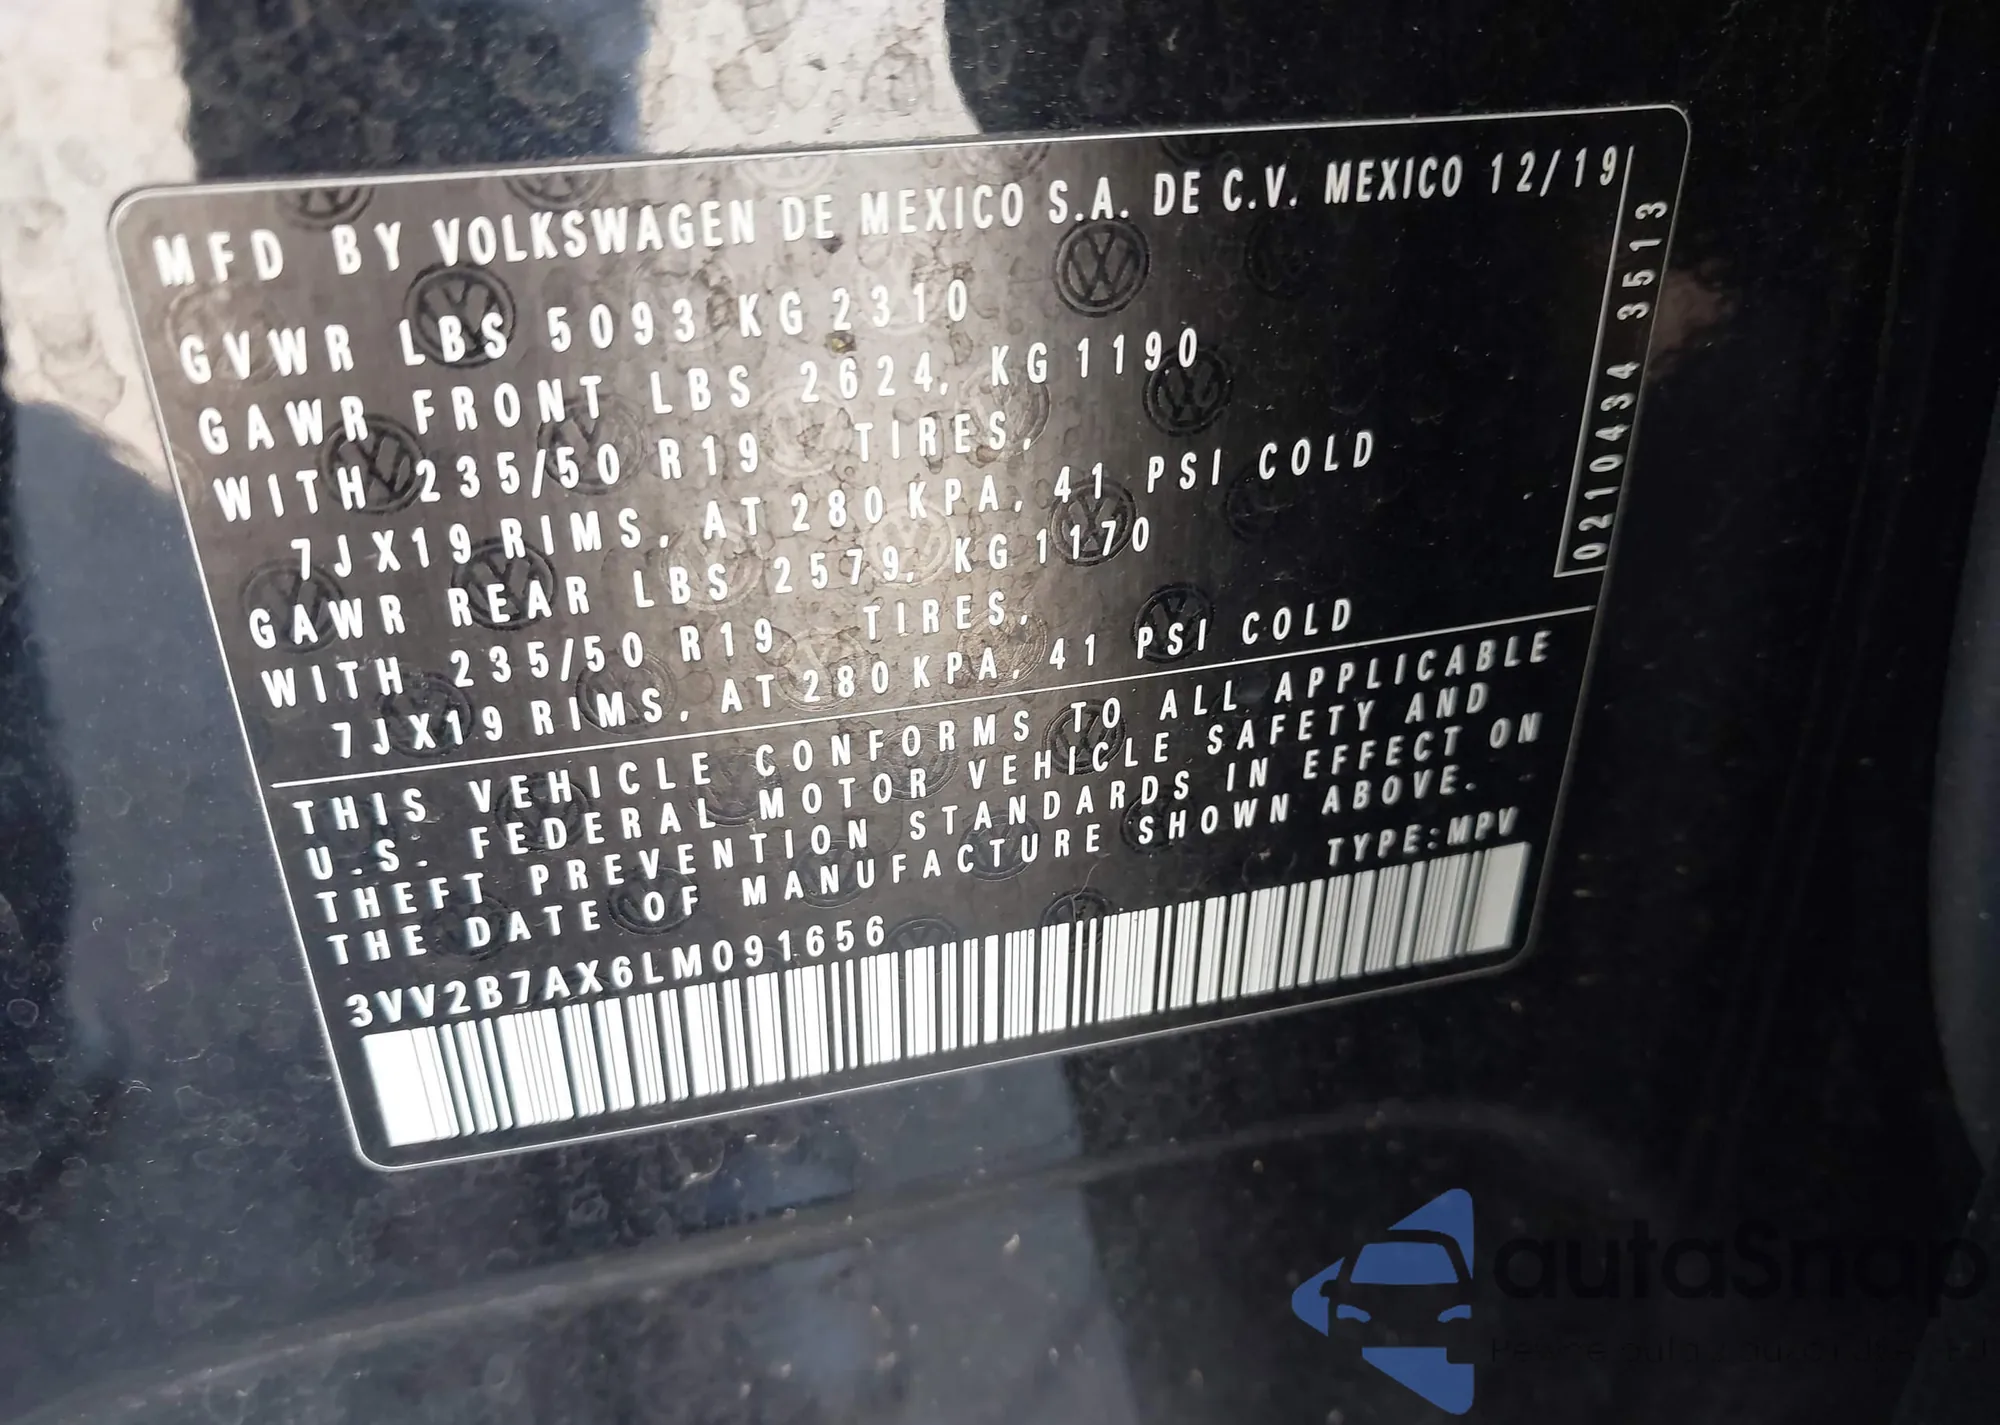 MFD BY VOLKSWAGEN DE MEXICO S.A. DE C.V. MEXICO 12/19
GVWR LBS 5093 KG 2310
GAWR FRONT LBS 2624, KG 1190
WITH 235/50 R19 TIRES,
7JX19 RIMS, AT 280 KPA, 41 PSI COLD
GAWR REAR LBS 2579, KG 1170
WITH 235/50 R19 TIRES,
7JX19 RIMS, AT 280 KPA, 41 PSI COLD
0210434 3513
THIS VEHICLE CONFORMS TO ALL APPLICABLE
U.S. FEDERAL MOTOR VEHICLE SAFETY AND
THEFT PREVENTION STANDARDS IN EFFECT ON
THE DATE OF MANUFACTURE SHOWN ABOVE.
TYPE:MPV
3VV2B7AX6LM091656
autaSnap